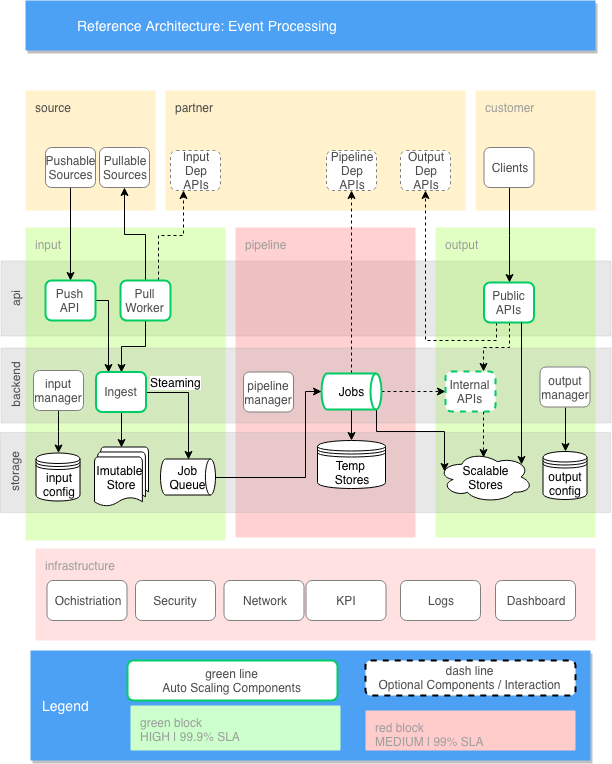 Reference Architecture: Event Processing
source
partner
customer
Pushable
Sources
Pullable
Sources
Input
Dep
APIs
Pipeline
Dep
APIs
Output
Dep
APIs
Clients
input
pipeline
output
api
Push
API
Pull
Worker
Public
APIs
backend
input
manager
Ingest
Steaming
pipeline
manager
Jobs
Internal
APIs
output
manager
storage
input
config
Imutable
Store
Job
Queue
Temp
Stores
Scalable
Stores
output
config
infrastructure
Ochistriation
Security
Network
KPI
Logs
Dashboard
Legend
green line
Auto Scaling Components
dash line
Optional Components / Interaction
green block
HIGH | 99.9% SLA
red block
MEDIUM | 99% SLA